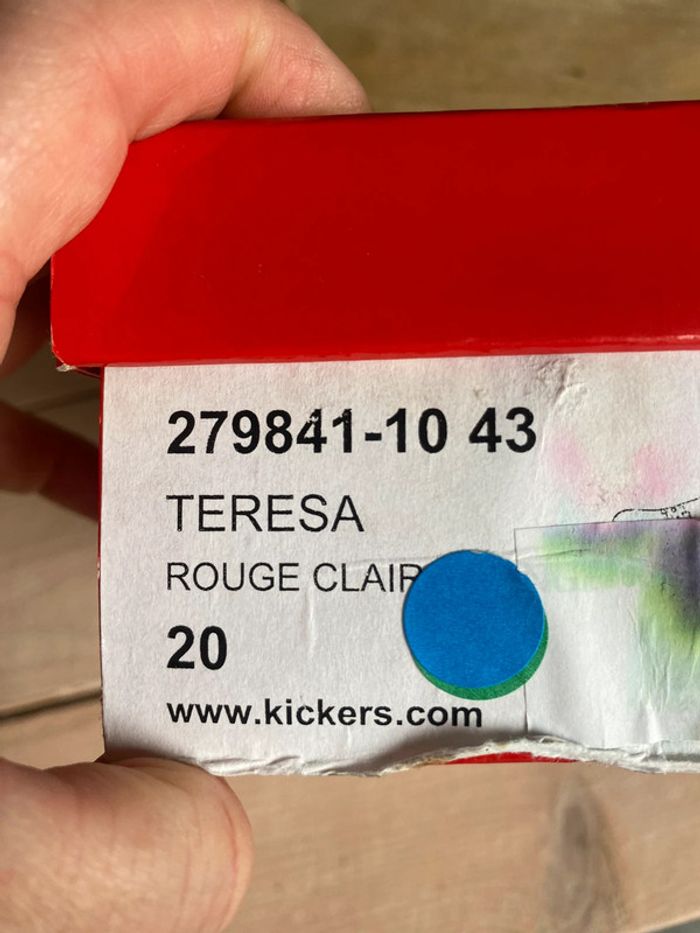 279841-10 43
TERESA
ROUGE CLAIR
20
www.kickers.com